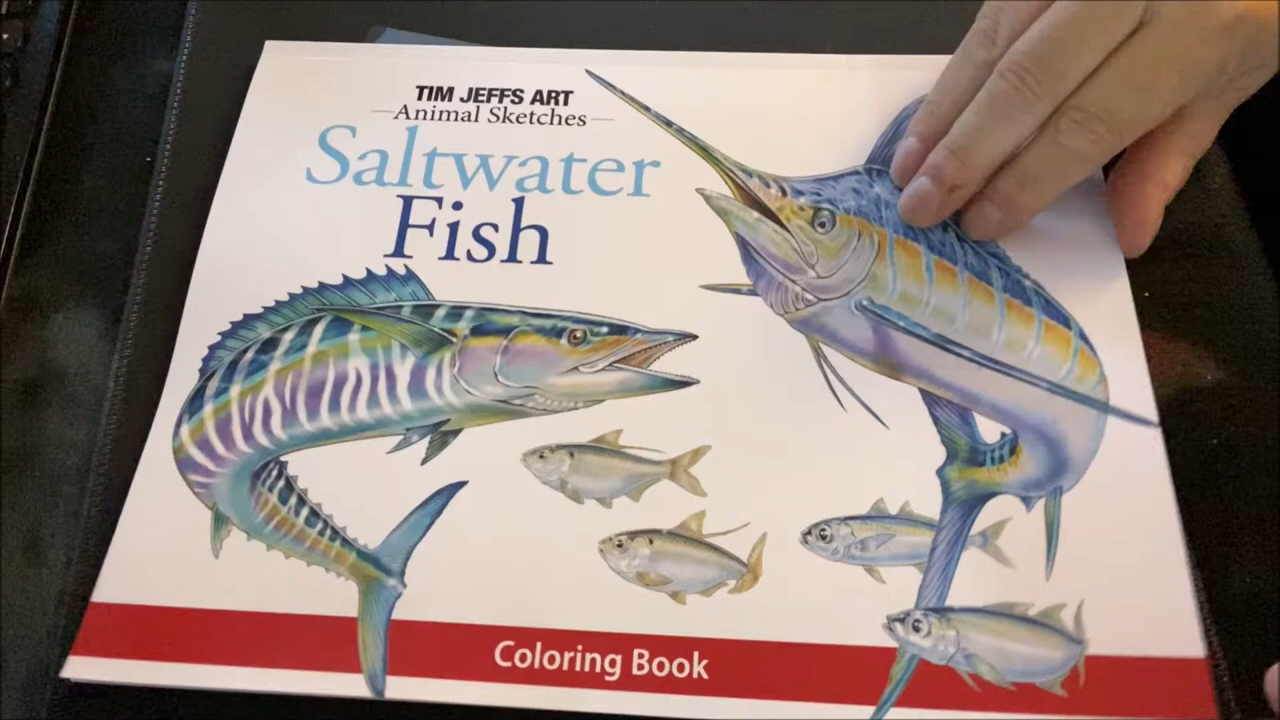 TIM JEFFS ART
Animal Sketches
Saltwater
Fish
Coloring Book